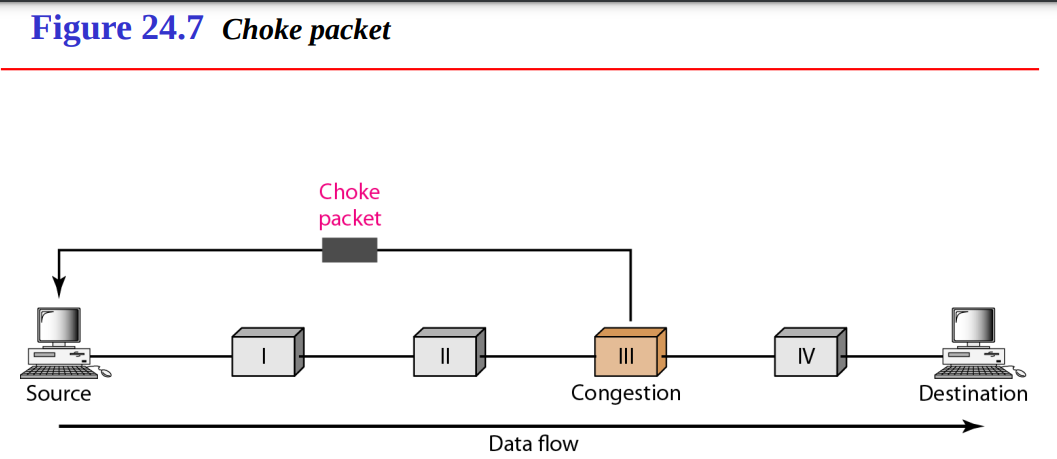 Figure 24.7 Choke packet
Choke
packet
I
II
III
IV
Source
Congestion
Destination
Data flow